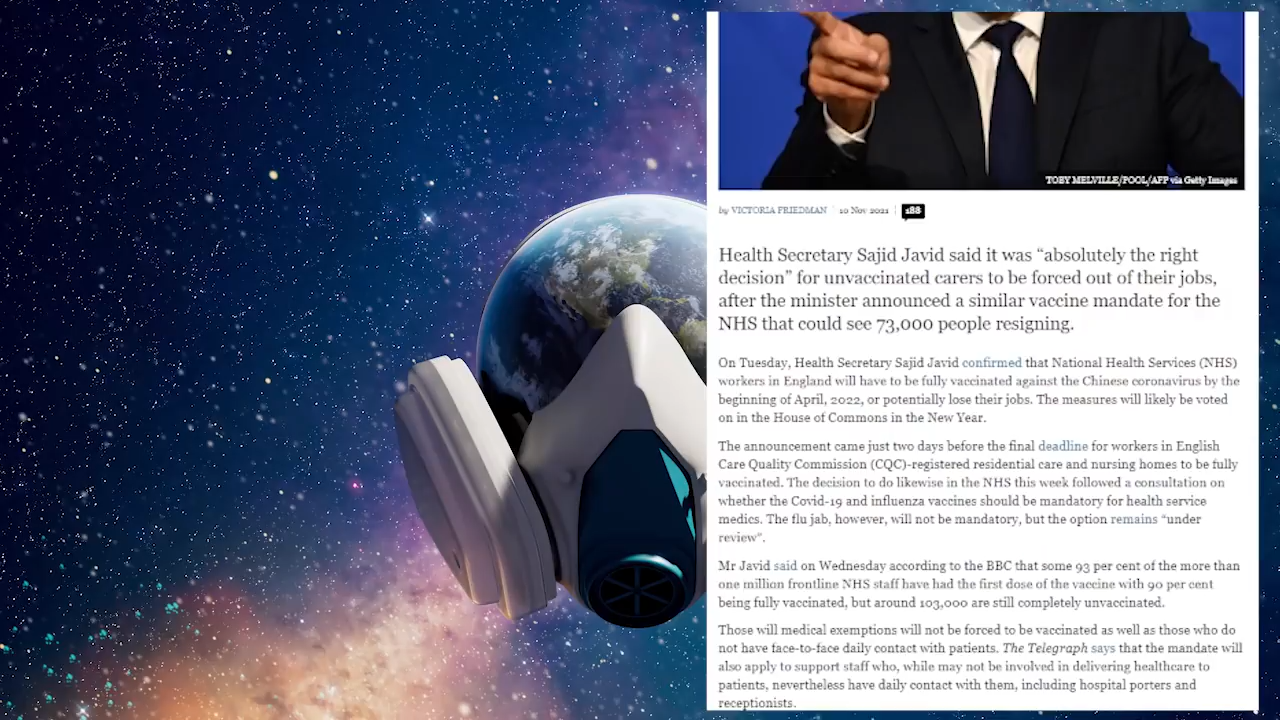 TOBY MELVILLE/POOL/AFP via Getty Images
by VICTORIA FRIEDMAN | 10 Nov 2021 | 188
Health Secretary Sajid Javid said it was “absolutely the right
decision” for unvaccinated carers to be forced out of their jobs,
after the minister announced a similar vaccine mandate for the
NHS that could see 73,000 people resigning.
On Tuesday, Health Secretary Sajid Javid confirmed that National Health Services (NHS)
workers in England will have to be fully vaccinated against the Chinese coronavirus by the
beginning of April, 2022, or potentially lose their jobs. The measures will likely be voted
on in the House of Commons in the New Year.
The announcement came just two days before the final deadline for workers in English
Care Quality Commission (CQC)-registered residential care and nursing homes to be fully
vaccinated. The decision to do likewise in the NHS this week followed a consultation on
whether the Covid-19 and influenza vaccines should be mandatory for health service
medics. The flu jab, however, will not be mandatory, but the option remains “under
review”.
Mr Javid said on Wednesday according to the BBC that some 93 per cent of the more than
one million frontline NHS staff have had the first dose of the vaccine with 90 per cent
being fully vaccinated, but around 103,000 are still completely unvaccinated.
Those will medical exemptions will not be forced to be vaccinated as well as those who do
not have face-to-face daily contact with patients. The Telegraph says that the mandate will
also apply to support staff who, while may not be involved in delivering healthcare to
patients, nevertheless have daily contact with them, including hospital porters and
receptionists.